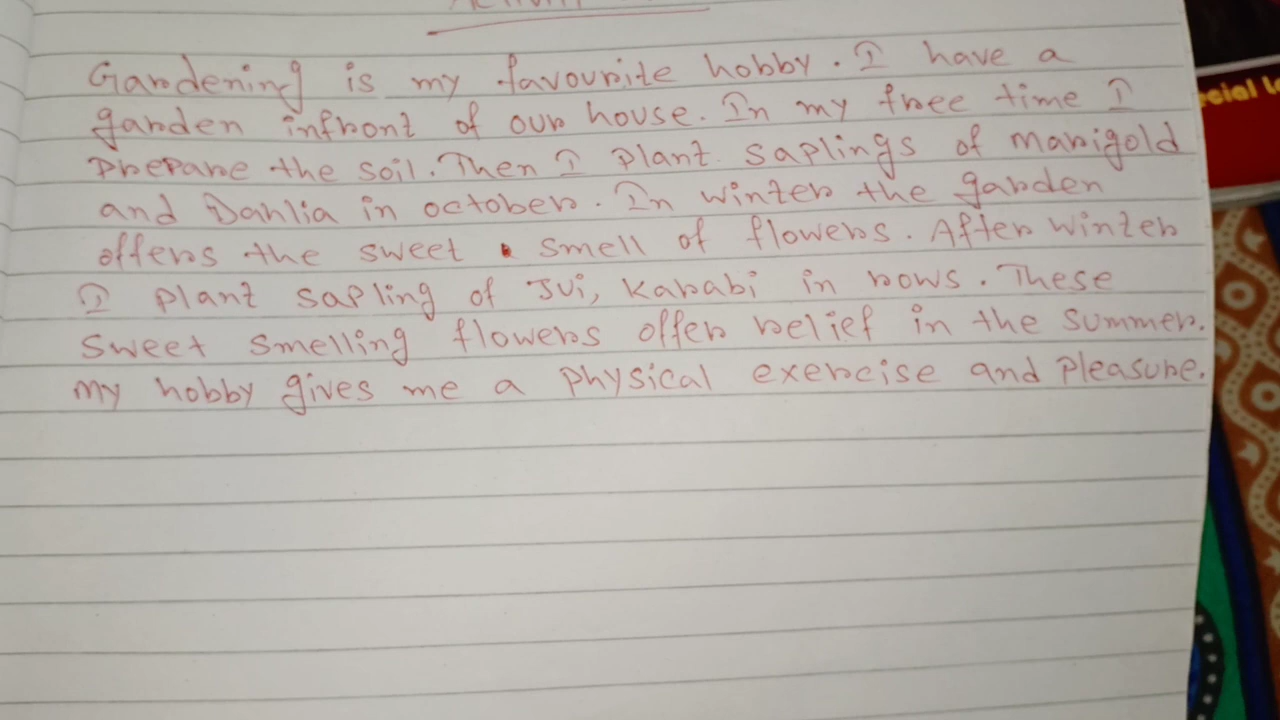 Gardening is my favourite hobby. I have a
garden infront of our house. In my free time I
prepare the soil. Then I plant saplings of Marigold
and Dahlia in october. In winter the garden
offers the sweet smell of flowers. After winter
I plant sapling of Jui, Karabi in rows. These
sweet smelling flowers offer relief in the summer.
My hobby gives me a physical exercise and pleasure.